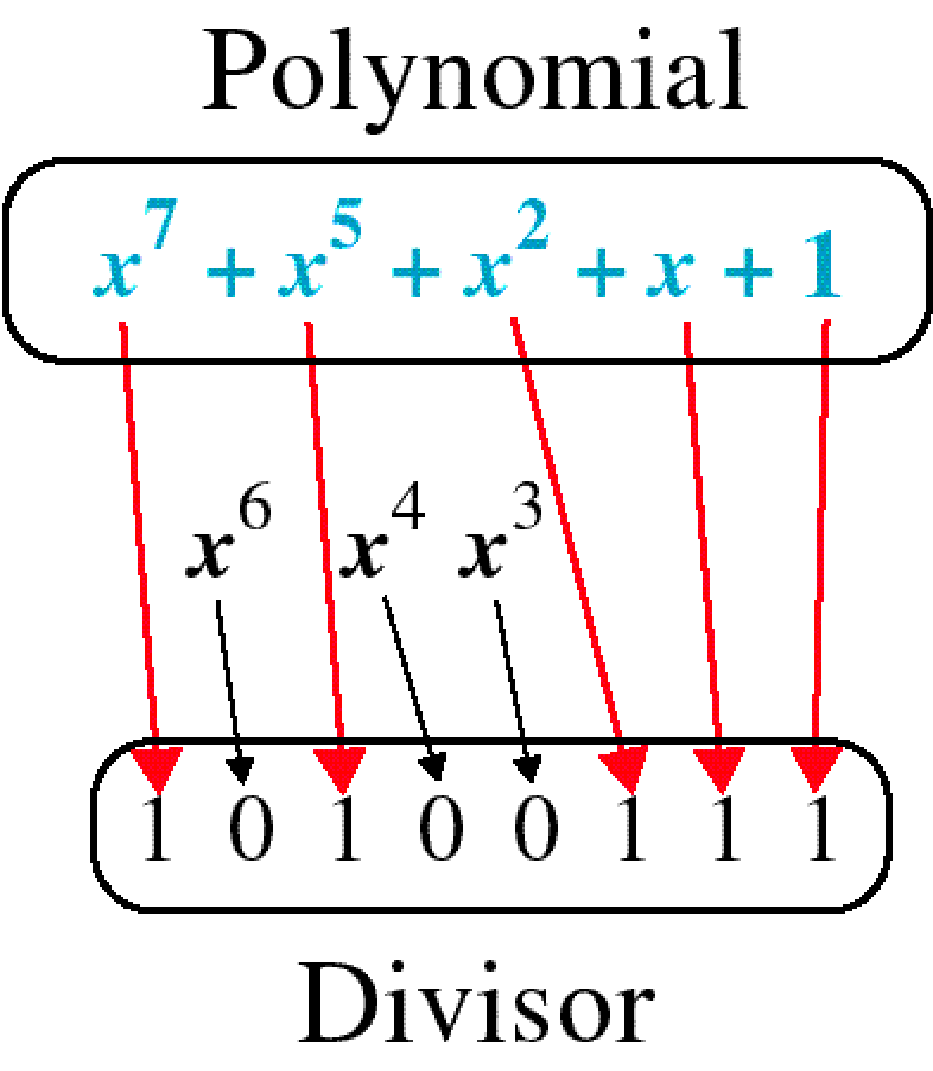 Polynomial
x⁷ + x⁵ + x² + x + 1
x⁶ x⁴ x³
1 0 1 0 0 1 1 1
Divisor